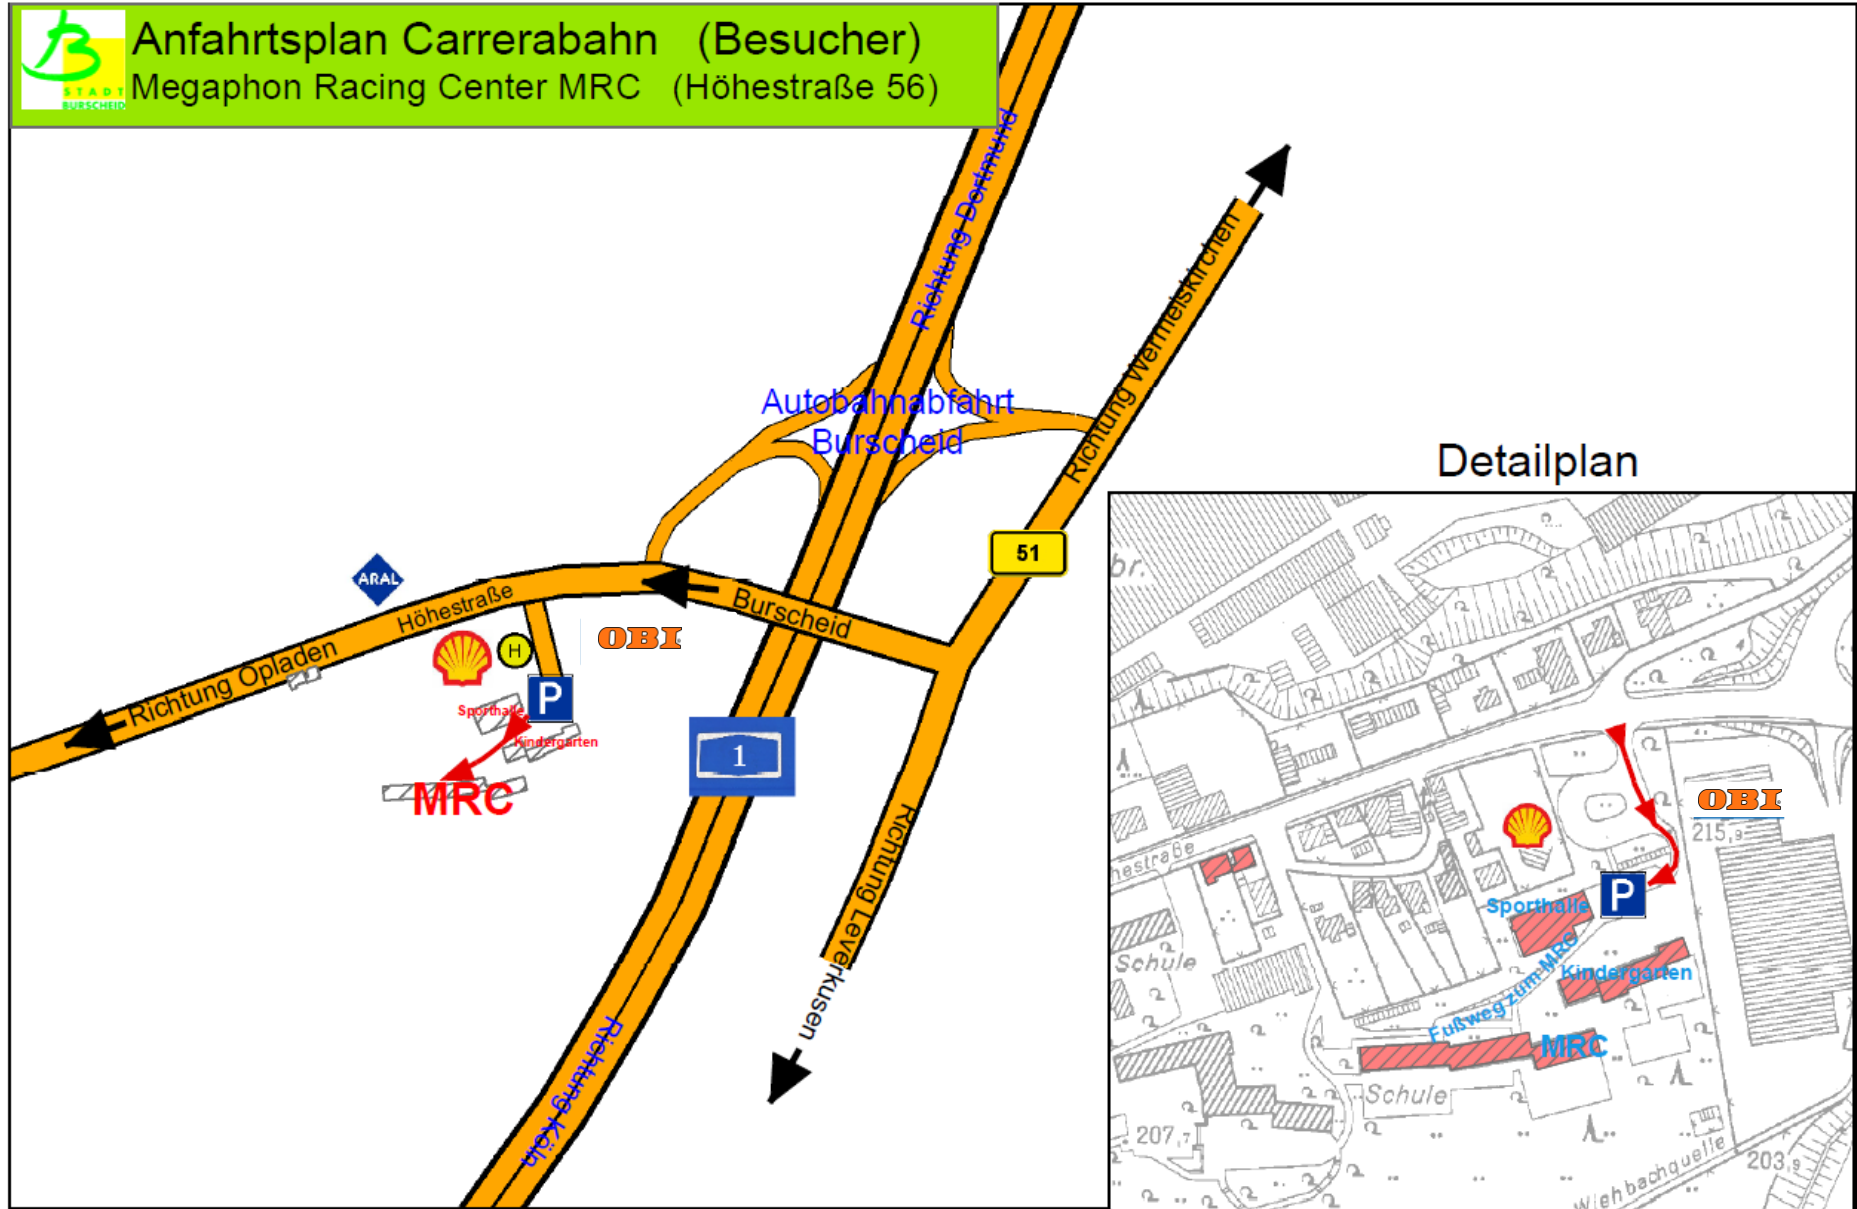 Anfahrtsplan Carrerabahn (Besucher)
Megaphon Racing Center MRC (Höhestraße 56)
STADT
BURSCHEID
Richtung Dortmund
Richtung Wermelskirchen
Autobahnabfahrt
Burscheid
Detailplan
51
ARAL
Höhestraße
Burscheid
OBI
H
Richtung Opladen
P
Sporthalle
Kindergarten
MRC
1
Richtung Leverkusen
Richtung Köln
br.
OBI
215,9
hestraße
P
Sporthalle
Schule
Kindergarten
Fußweg zum MRC
MRC
Schule
207,7
203,9
Wiehbachquelle